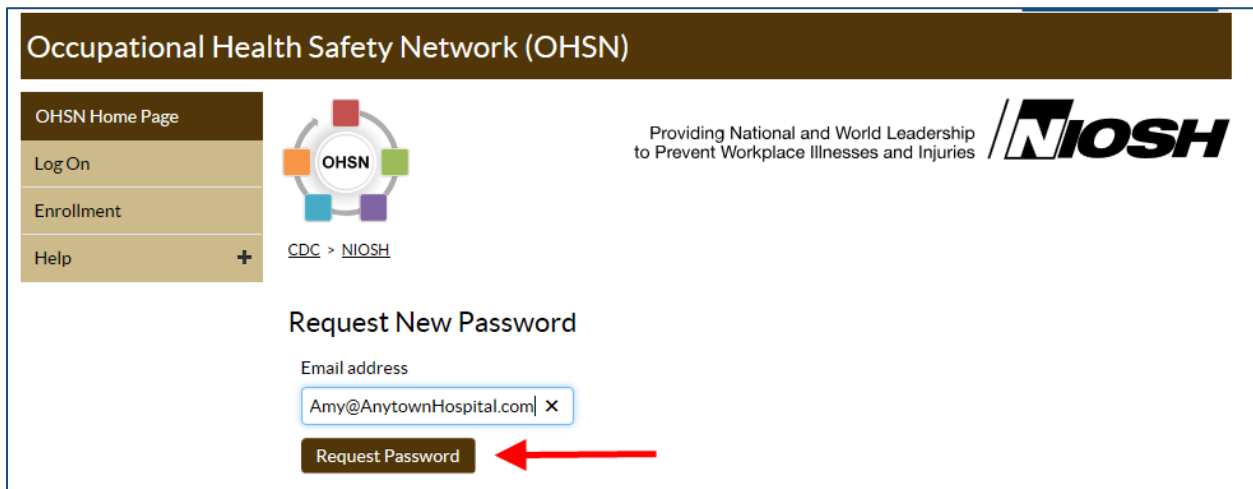 Occupational Health Safety Network (OHSN)
OHSN Home Page
Log On
Enrollment
Help +
OHSN
Providing National and World Leadership
to Prevent Workplace Illnesses and Injuries
NIOSH
CDC > NIOSH
Request New Password
Email address
Amy@AnytownHospital.com ×
Request Password